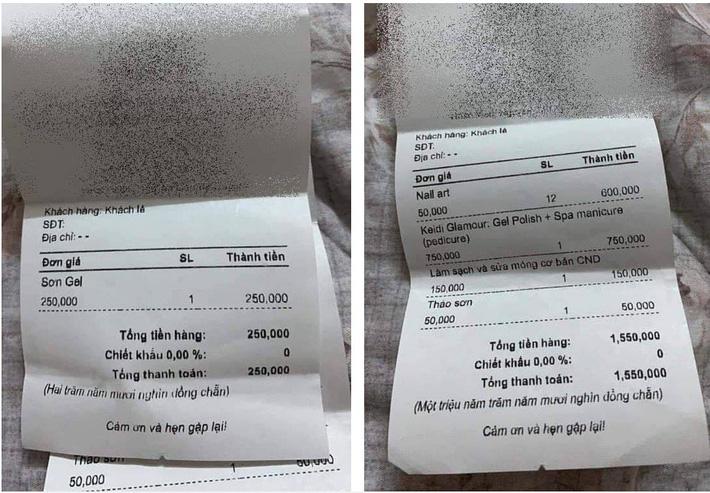 Khách hàng: Khách lẻ
SĐT:
Địa chỉ: - -
Đơn giá SL Thành tiền
Sơn Gel
250,000 1 250,000
Tổng tiền hàng: 250,000
Chiết khấu 0,00 %: 0
Tổng thanh toán: 250,000
(Hai trăm năm mươi nghìn đồng chẵn)
Cảm ơn và hẹn gặp lại!
Tháo sơn
50,000 1 50,000
Khách hàng: Khách lẻ
SĐT:
Địa chỉ: - -
Đơn giá SL Thành tiền
Nail art
50,000 12 600,000
Keidi Glamour: Gel Polish + Spa manicure
(pedicure)
750,000 1 750,000
Làm sạch và sửa móng cơ bản CND
150,000 1 150,000
Tháo sơn
50,000 1 50,000
Tổng tiền hàng: 1,550,000
Chiết khấu 0,00 %: 0
Tổng thanh toán: 1,550,000
(Một triệu năm trăm năm mươi nghìn đồng chẵn)
Cảm ơn và hẹn gặp lại!